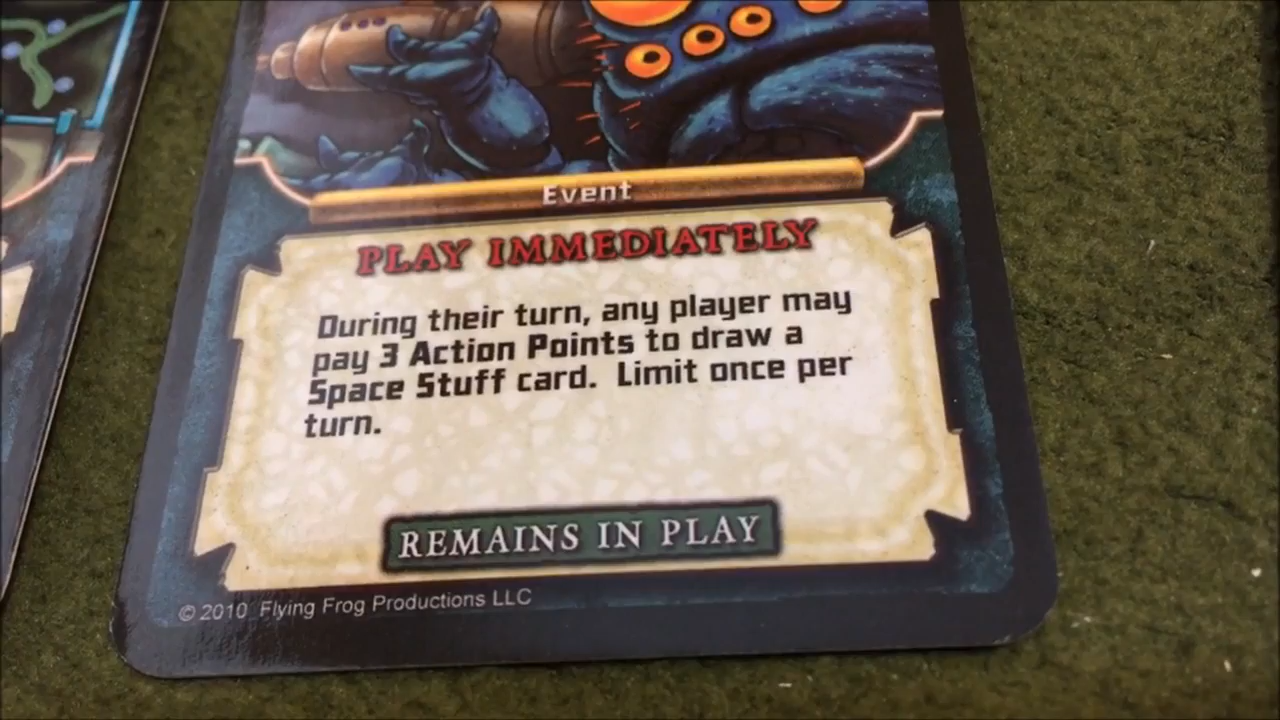 Event
PLAY IMMEDIATELY
During their turn, any player may
pay 3 Action Points to draw a
Space Stuff card. Limit once per
turn.
REMAINS IN PLAY
© 2010 Flying Frog Productions LLC